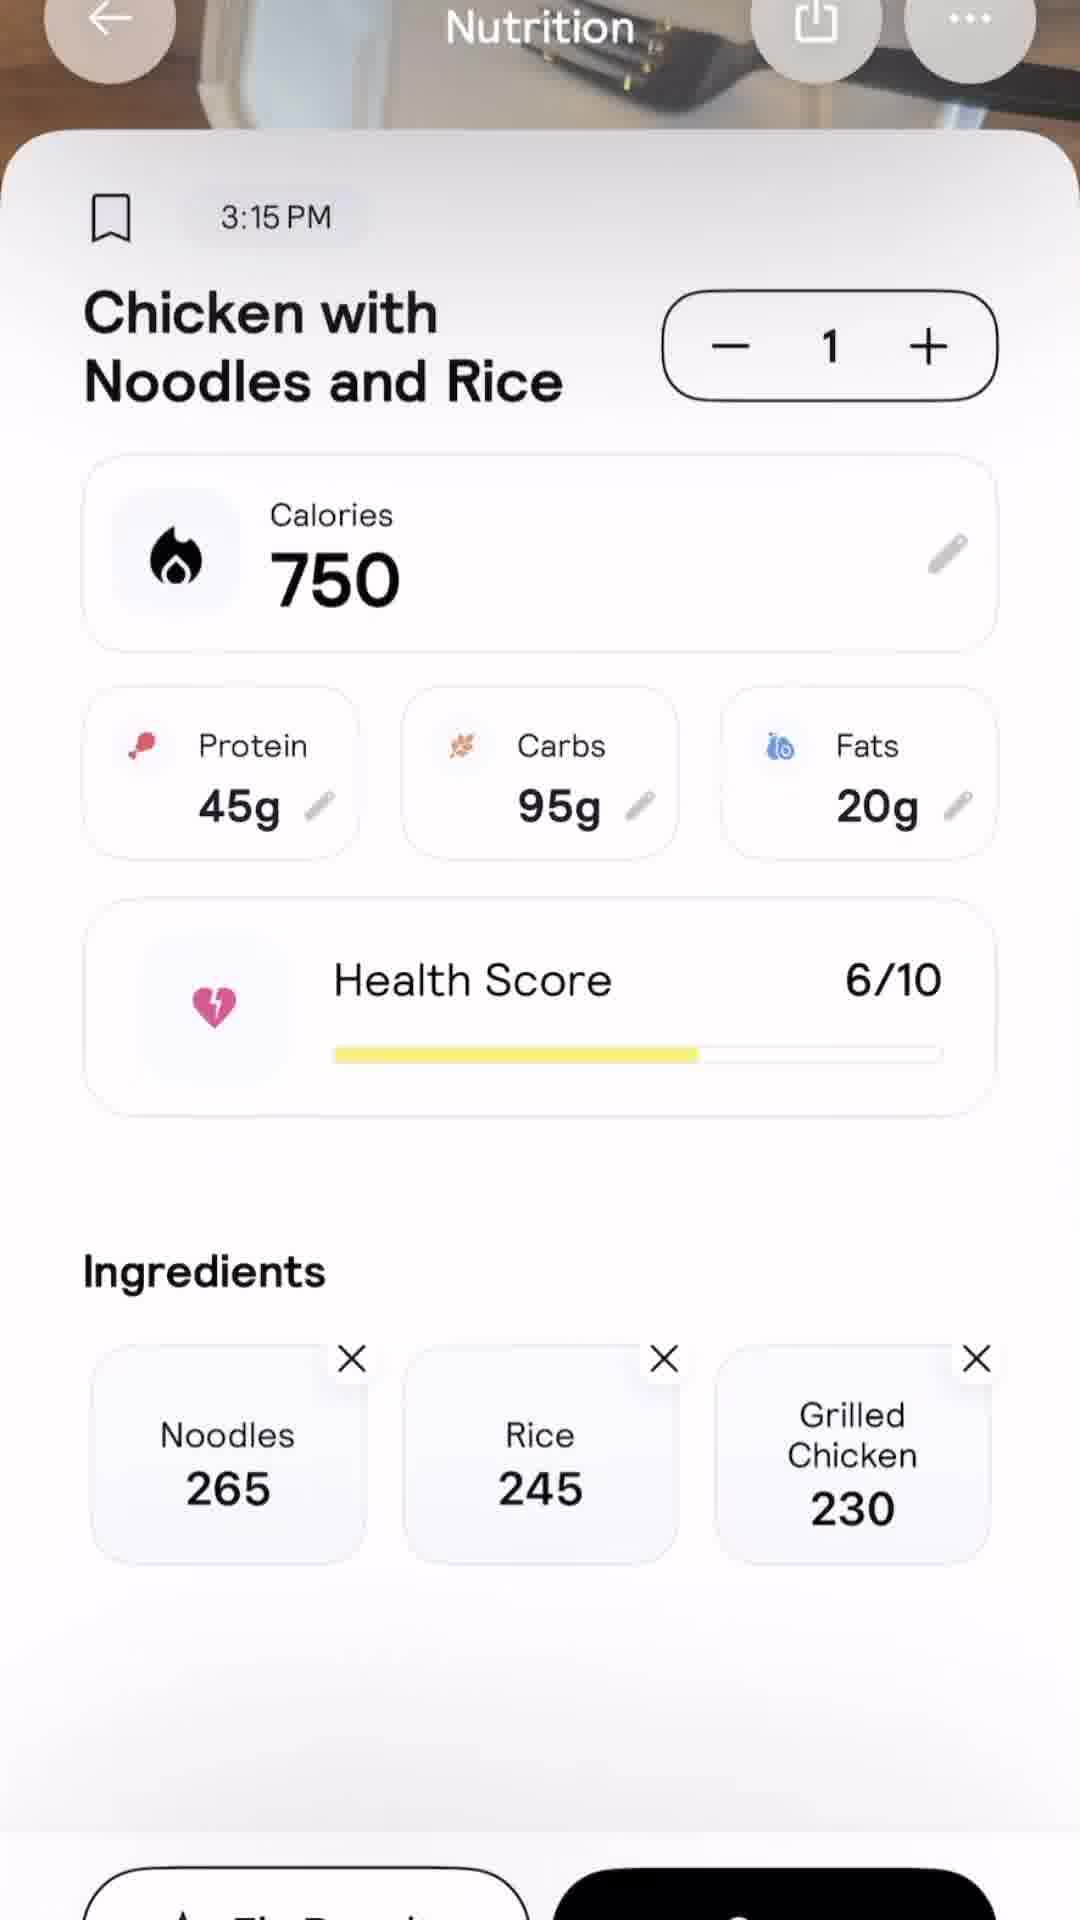 Nutrition
3:15 PM
Chicken with
Noodles and Rice
1
Calories
750
Protein
45g
Carbs
95g
Fats
20g
Health Score
6/10
Ingredients
Noodles
265
Rice
245
Grilled
Chicken
230